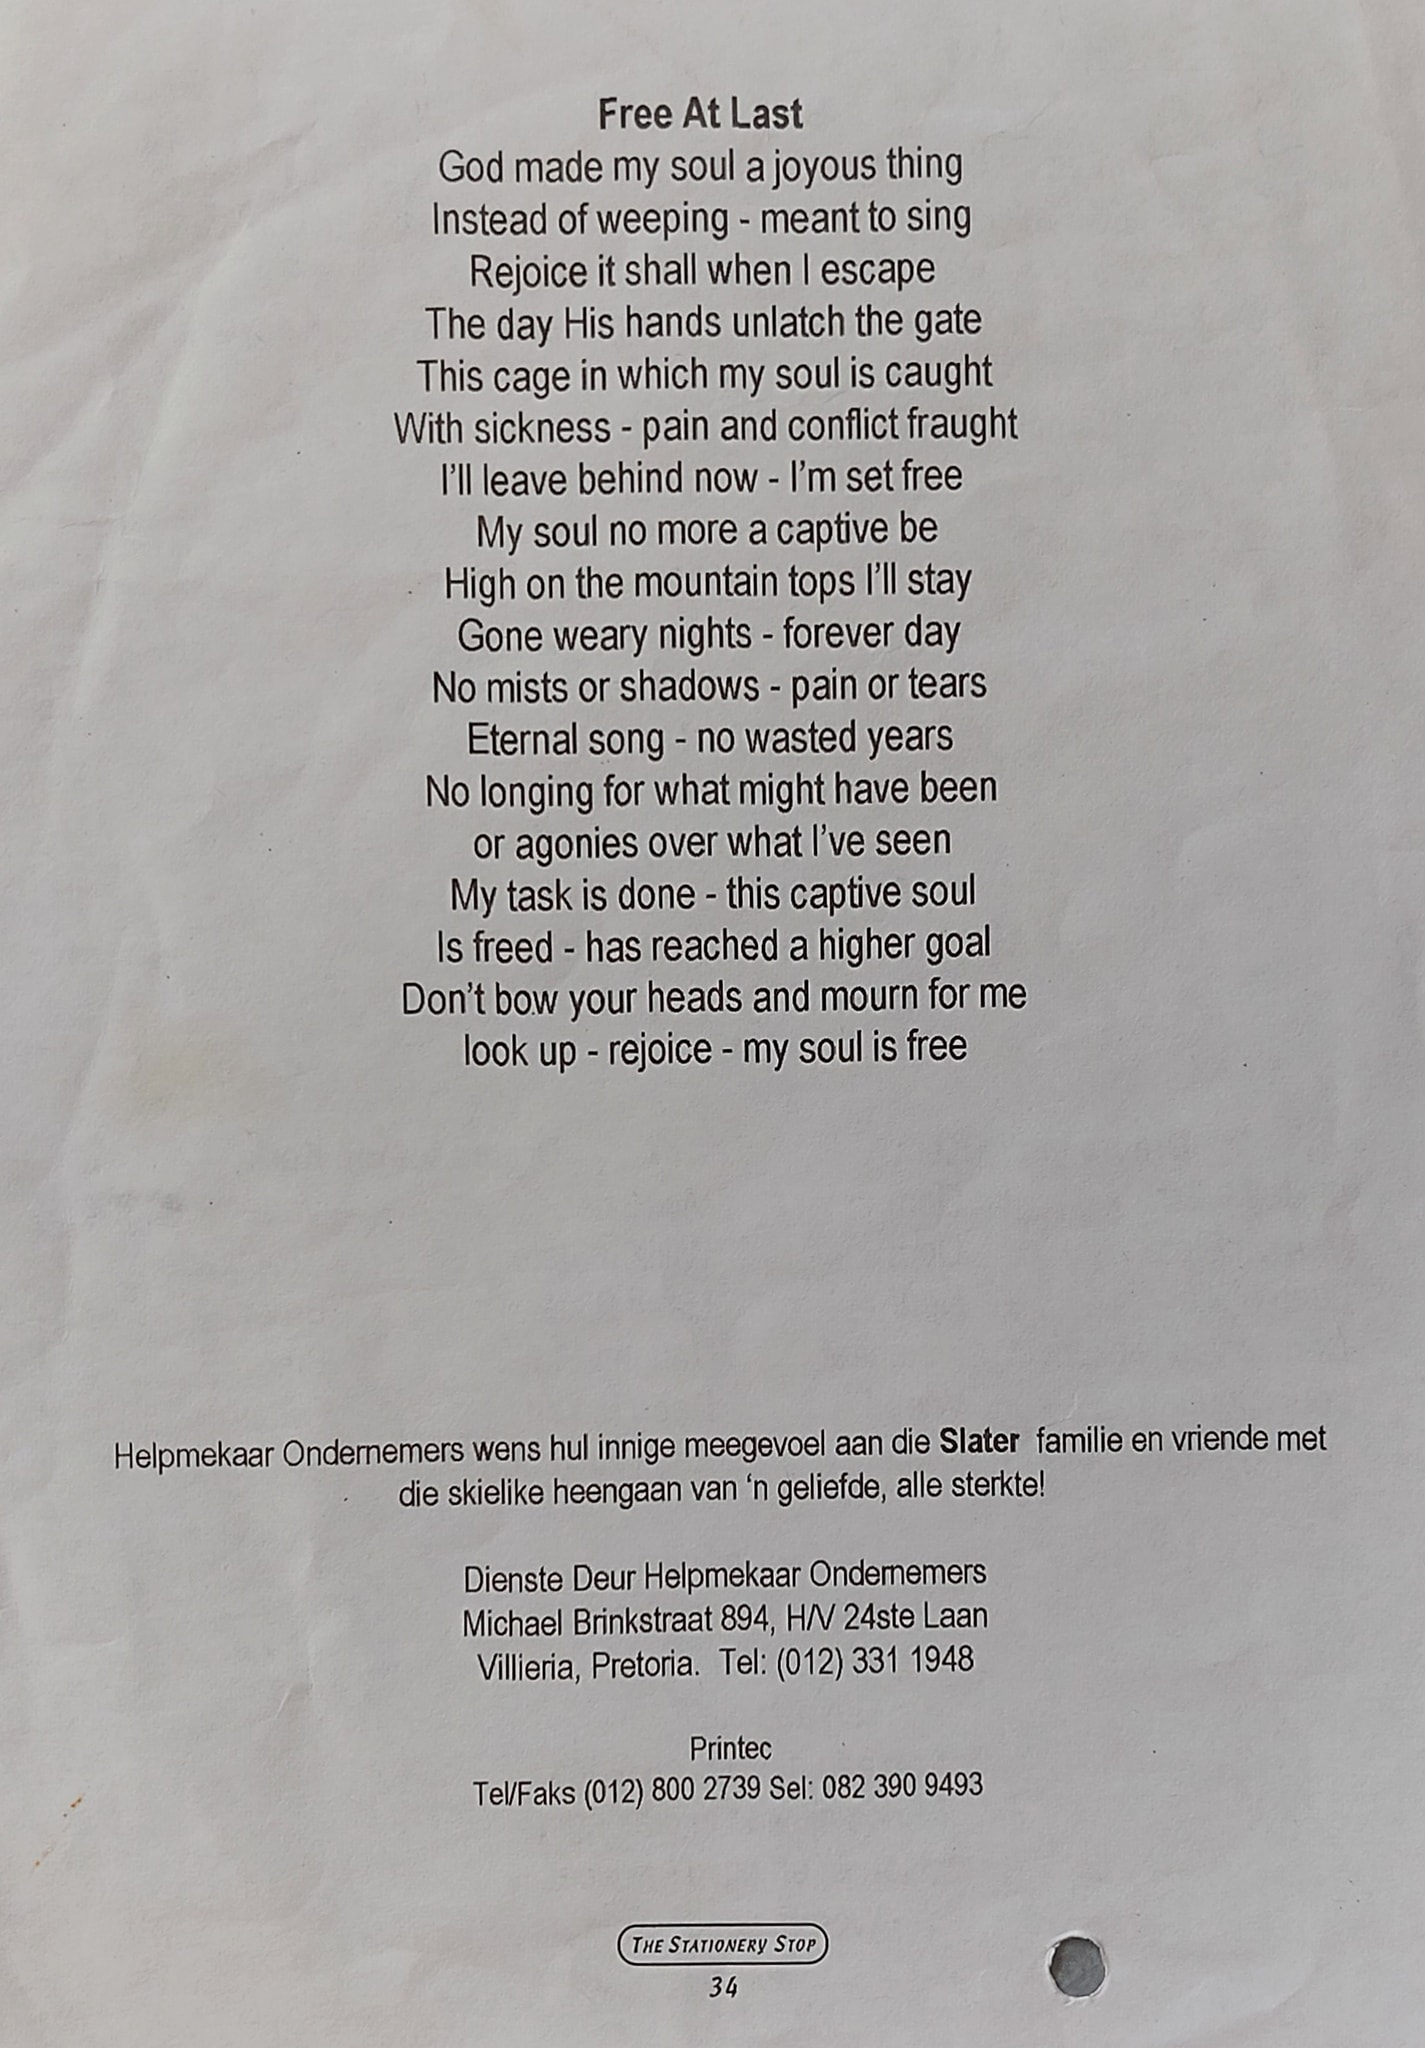 Free At Last
God made my soul a joyous thing
Instead of weeping - meant to sing
Rejoice it shall when I escape
The day His hands unlatch the gate
This cage in which my soul is caught
With sickness - pain and conflict fraught
I'll leave behind now - I'm set free
My soul no more a captive be
High on the mountain tops I'll stay
Gone weary nights - forever day
No mists or shadows - pain or tears
Eternal song - no wasted years
No longing for what might have been
or agonies over what I've seen
My task is done - this captive soul
Is freed - has reached a higher goal
Don't bow your heads and mourn for me
look up - rejoice - my soul is free
Helpmekaar Ondernemers wens hul innige meegevoel aan die Slater familie en vriende met
die skielike heengaan van 'n geliefde, alle sterkte!
Dienste Deur Helpmekaar Ondernemers
Michael Brinkstraat 894, H/V 24ste Laan
Villieria, Pretoria. Tel: (012) 331 1948
Printec
Tel/Faks (012) 800 2739 Sel: 082 390 9493
THE STATIONERY STOP
34